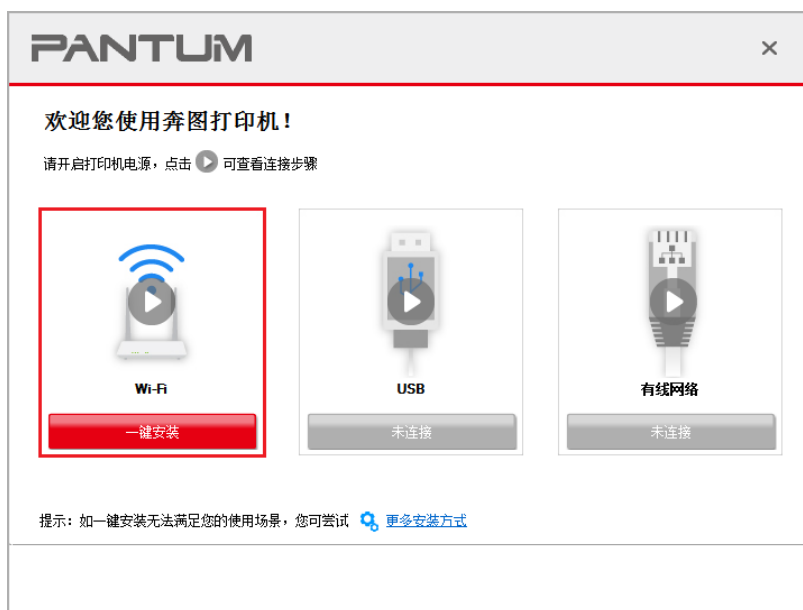 PANTUM
欢迎您使用奔图打印机！
请开启打印机电源，点击 可查看连接步骤
Wi-Fi
USB
有线网络
一键安装
未连接
未连接
提示：如一键安装无法满足您的使用场景，您可尝试 更多安装方式